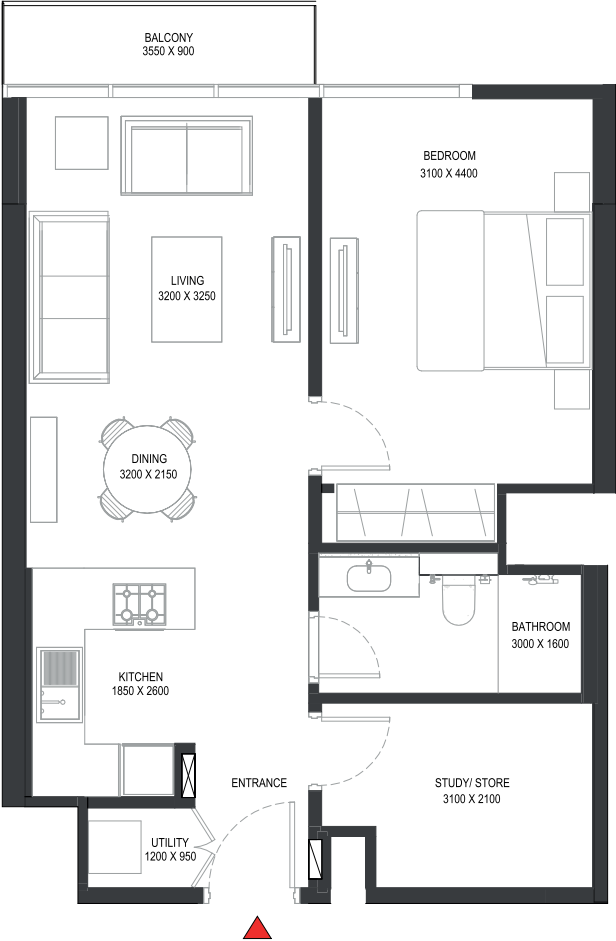 BALCONY
3550 X 900
BEDROOM
3100 X 4400
LIVING
3200 X 3250
DINING
3200 X 2150
BATHROOM
3000 X 1600
KITCHEN
1850 X 2600
ENTRANCE
STUDY/ STORE
3100 X 2100
UTILITY
1200 X 950